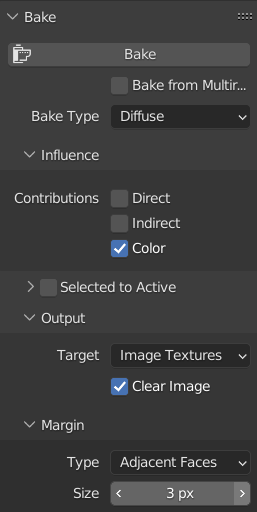 Bake
Bake
Bake from Multir...
Bake Type Diffuse
Influence
Contributions Direct
Indirect
Color
Selected to Active
Output
Target Image Textures
Clear Image
Margin
Type Adjacent Faces
Size 3 px